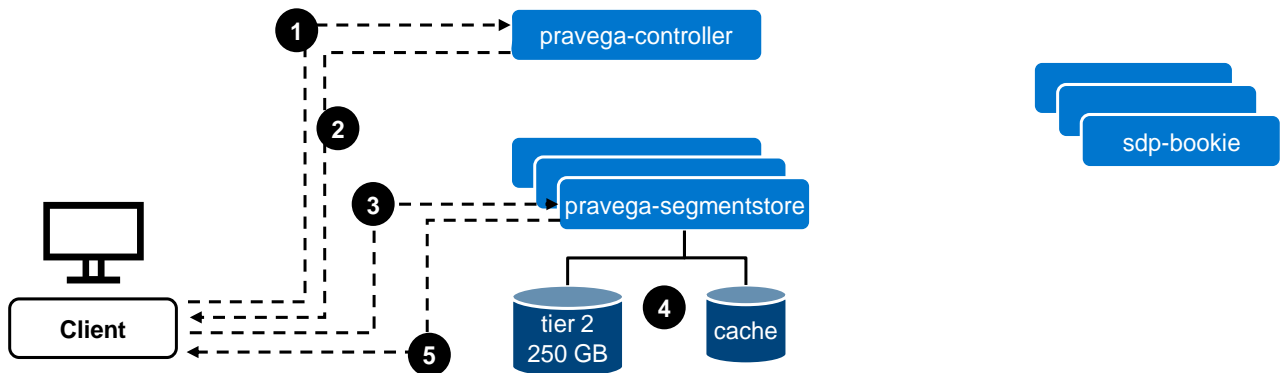 1
pravega-controller
2
sdp-bookie
3
pravega-segmentstore
4
tier 2
250 GB
cache
Client
5